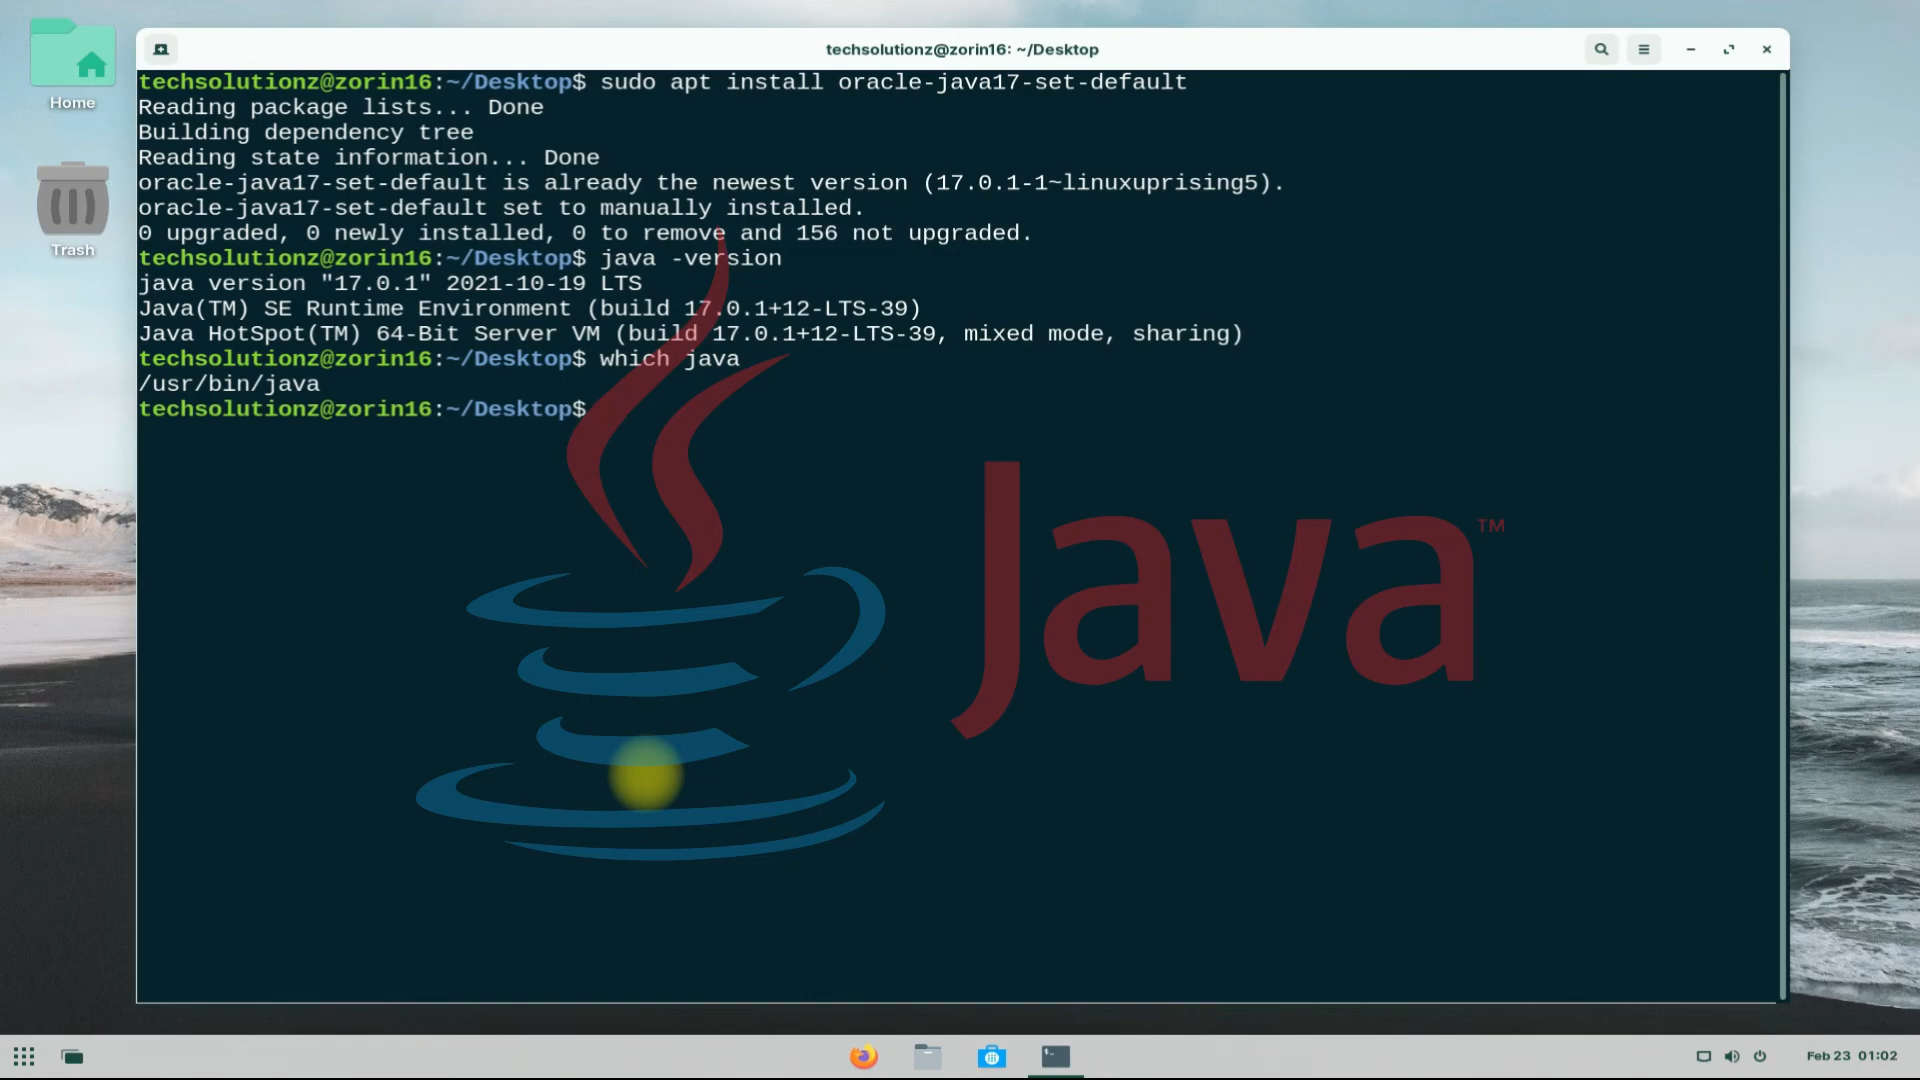 techsolutionz@zorin16: ~/Desktop
Home
Trash
techsolutionz@zorin16:~/Desktop$ sudo apt install oracle-java17-set-default
Reading package lists... Done
Building dependency tree
Reading state information... Done
oracle-java17-set-default is already the newest version (17.0.1-1~linuxuprising5).
oracle-java17-set-default set to manually installed.
0 upgraded, 0 newly installed, 0 to remove and 156 not upgraded.
techsolutionz@zorin16:~/Desktop$ java -version
java version "17.0.1" 2021-10-19 LTS
Java(TM) SE Runtime Environment (build 17.0.1+12-LTS-39)
Java HotSpot(TM) 64-Bit Server VM (build 17.0.1+12-LTS-39, mixed mode, sharing)
techsolutionz@zorin16:~/Desktop$ which java
/usr/bin/java
techsolutionz@zorin16:~/Desktop$
Java™
Feb 23 01:02